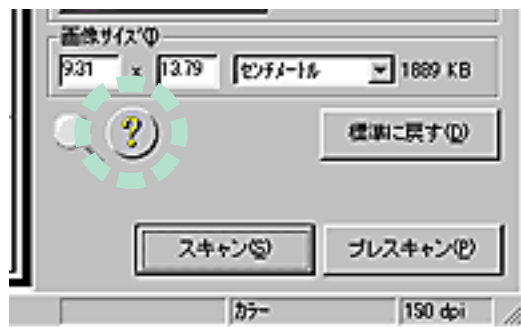 画像サイズ(I)
9.31 x 13.79 センチメートル 1889 KB
?
標準に戻す(D)
スキャン(S) プレスキャン(P)
カラー 150 dpi